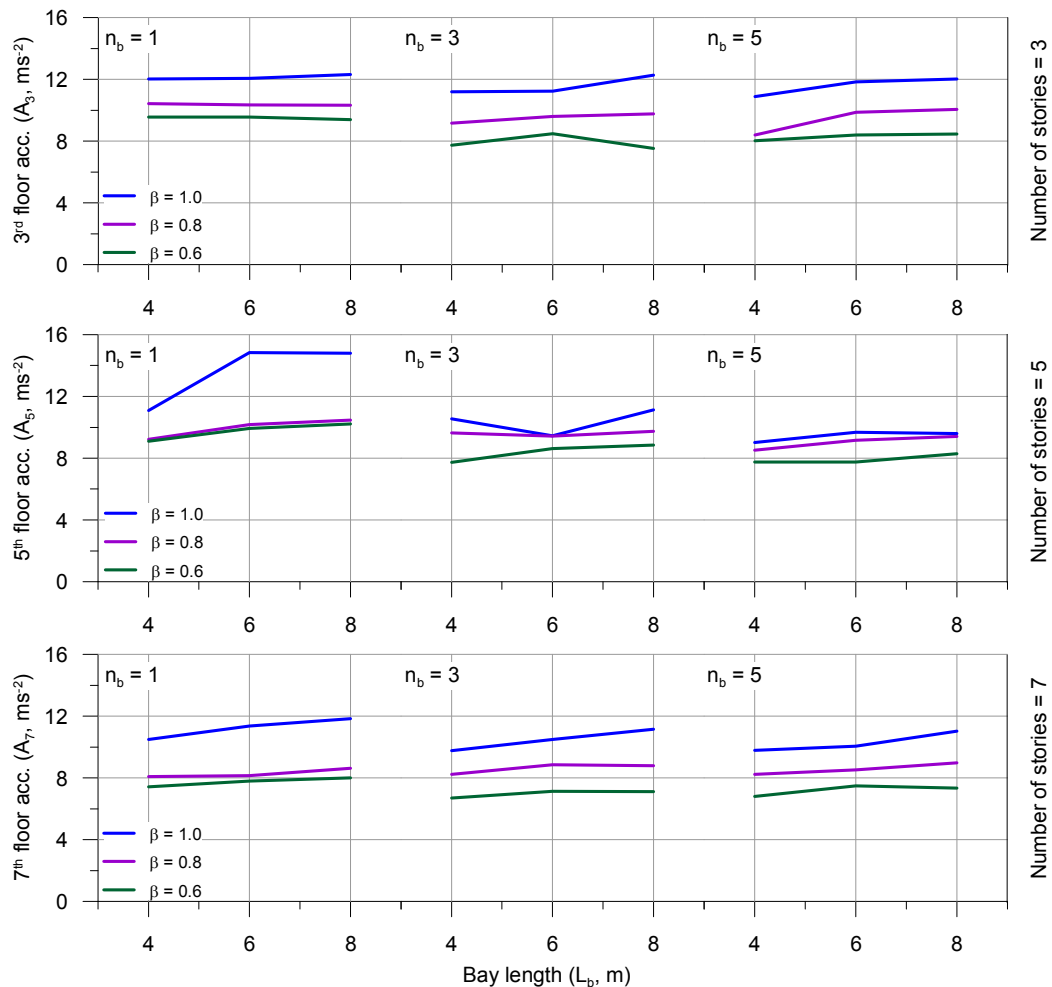 16
12
8
4
0
3rd floor acc. (A3, ms-2)
nb = 1
nb = 3
nb = 5
β = 1.0
β = 0.8
β = 0.6
Number of stories = 3
4 6 8 4 6 8 4 6 8
16
12
8
4
0
5th floor acc. (A5, ms-2)
nb = 1
nb = 3
nb = 5
β = 1.0
β = 0.8
β = 0.6
Number of stories = 5
4 6 8 4 6 8 4 6 8
16
12
8
4
0
7th floor acc. (A7, ms-2)
nb = 1
nb = 3
nb = 5
β = 1.0
β = 0.8
β = 0.6
Number of stories = 7
4 6 8 4 6 8 4 6 8
Bay length (Lb, m)